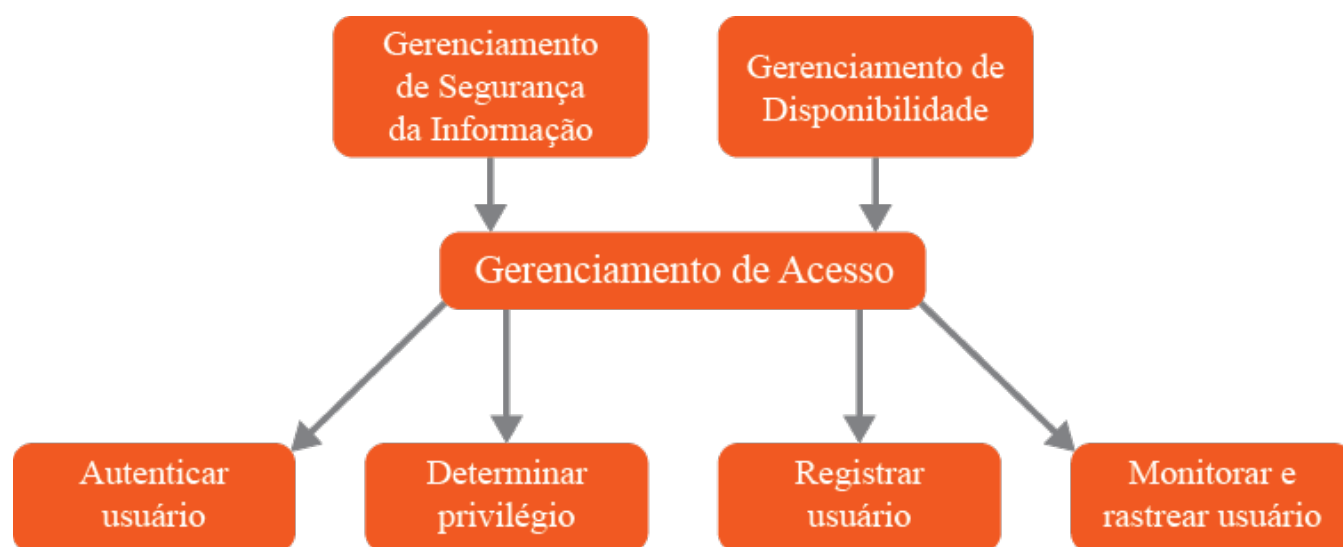 Gerenciamento
de Segurança
da Informação
Gerenciamento de
Disponibilidade
Gerenciamento de Acesso
Autenticar
usuário
Determinar
privilégio
Registrar
usuário
Monitorar e
rastrear usuário